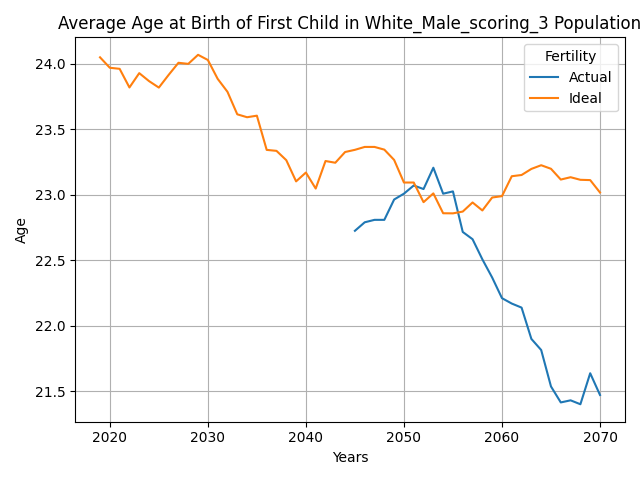 Average Age at Birth of First Child in White_Male_scoring_3 Population
Fertility
Actual
Ideal
24.0
23.5
23.0
22.5
22.0
21.5
Age
2020 2030 2040 2050 2060 2070
Years